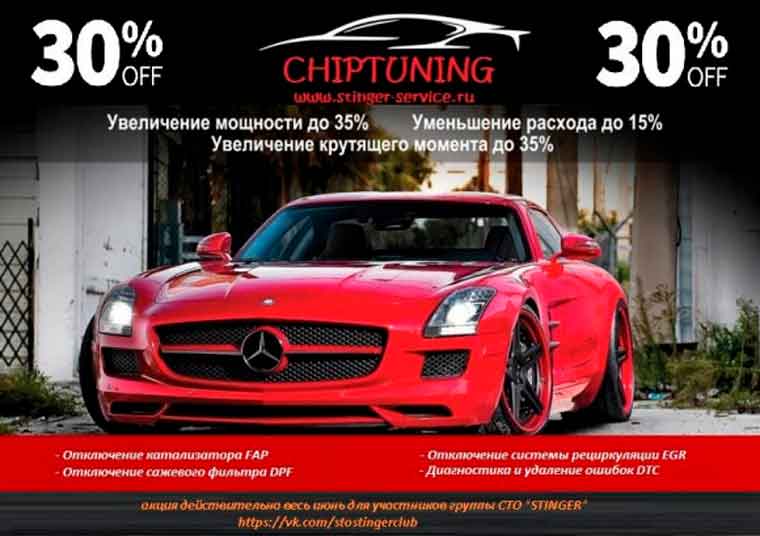 30% OFF
30% OFF
CHIPTUNING
www.stinger-service.ru
Увеличение мощности до 35% Уменьшение расхода до 15%
Увеличение крутящего момента до 35%
- Отключение катализатора FAP
- Отключение сажевого фильтра DPF
- Отключение системы рециркуляции EGR
- Диагностика и удаление ошибок DTC
акция действительно весь июнь для участников группы СТО "STINGER"
https://vk.com/stostingerclub